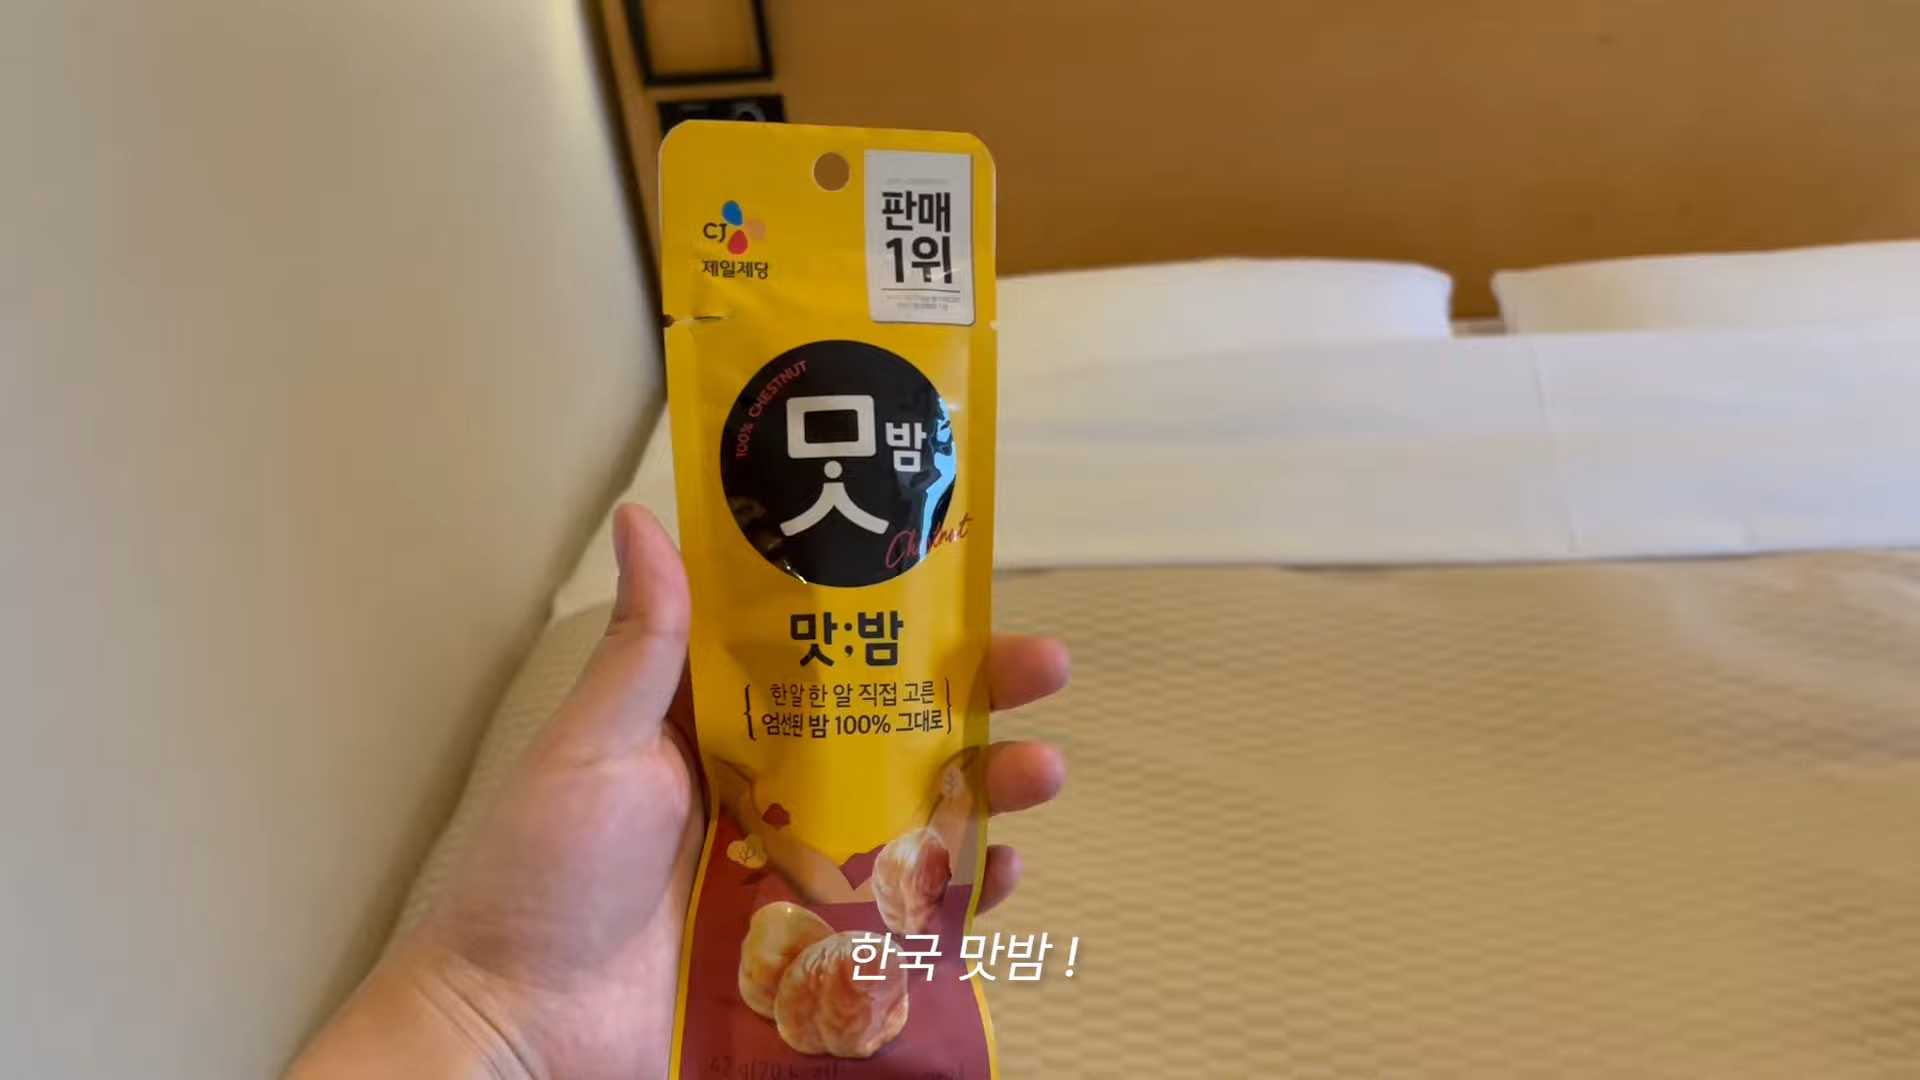 CJ
제일제당
판매
1위
100% CHESTNUT
맛밤
Chestnut
맛;밤
한 알 한 알 직접 고른
엄선된 밤 100% 그대로
한국 맛밤 !